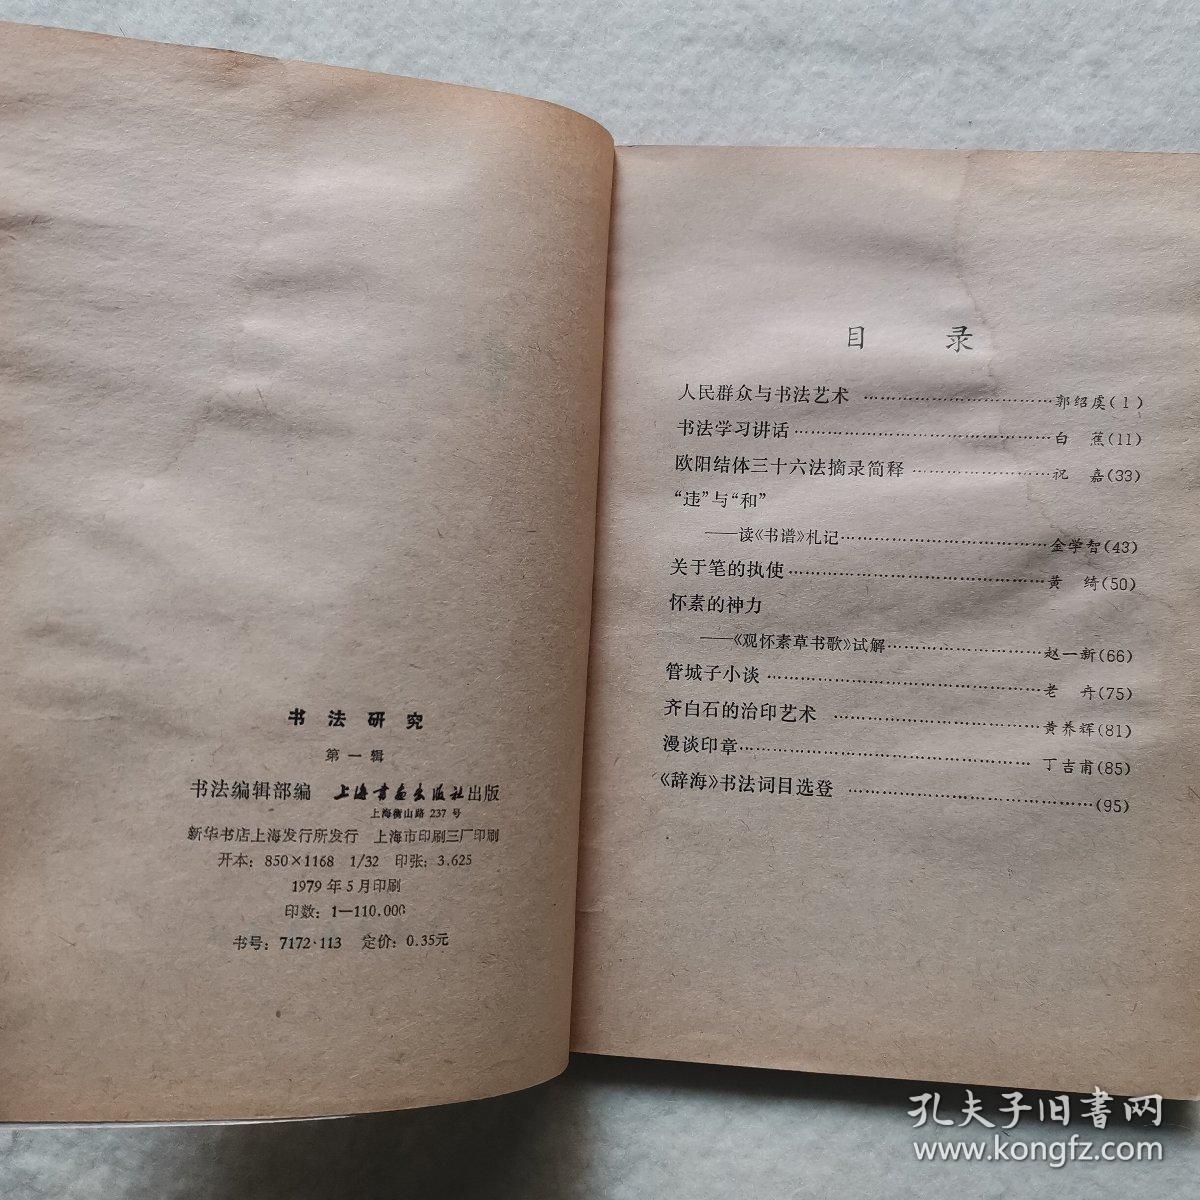 书法研究
第一辑
书法编辑部编 上海书画出版社出版
上海衡山路 237 号
新华书店上海发行所发行 上海市印刷三厂印刷
开本：850×1168 1/32 印张：3.625
1979 年 5 月印刷
印数：1—110,000
书号：7172·113 定价：0.35元
目 录
人民群众与书法艺术 ……………………………郭绍虞(1)
书法学习讲话……………………………………白 蕉(11)
欧阳结体三十六法摘录简释 ……………………祝 嘉(33)
“违”与“和”
——读《书谱》札记………………………………金学智(43)
关于笔的执使……………………………………黄 绮(50)
怀素的神力
——《观怀素草书歌》试解………………………赵一新(66)
管城子小谈………………………………………老 卉(75)
齐白石的治印艺术 ………………………………黄养辉(81)
漫谈印章…………………………………………丁吉甫(85)
《辞海》书法词目选登 ……………………………………(95)
孔夫子旧書网
www.kongfz.com